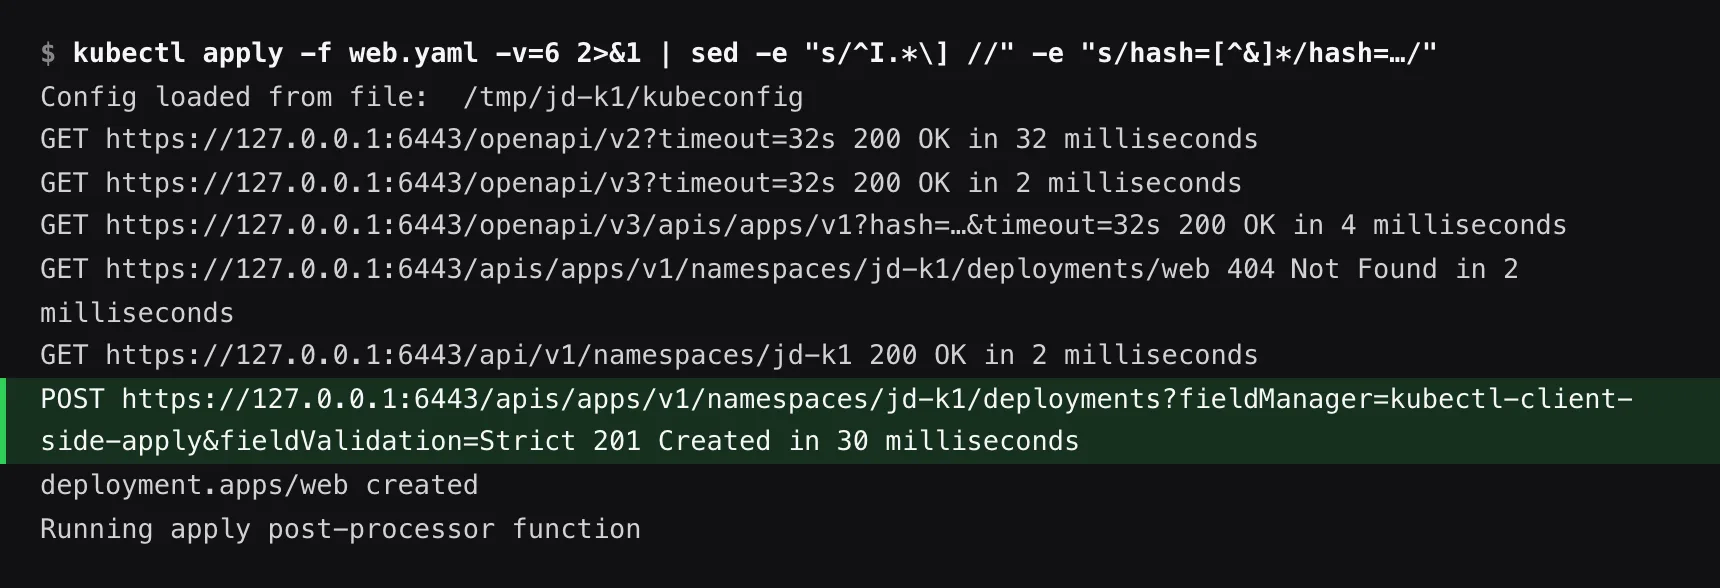 $ kubectl apply -f web.yaml -v=6 2>&1 | sed -e "s/^I.*\] //" -e "s/hash=[^&]*/hash=…/"
Config loaded from file:  /tmp/jd-k1/kubeconfig
GET https://127.0.0.1:6443/openapi/v2?timeout=32s 200 OK in 32 milliseconds
GET https://127.0.0.1:6443/openapi/v3?timeout=32s 200 OK in 2 milliseconds
GET https://127.0.0.1:6443/openapi/v3/apis/apps/v1?hash=…&timeout=32s 200 OK in 4 milliseconds
GET https://127.0.0.1:6443/apis/apps/v1/namespaces/jd-k1/deployments/web 404 Not Found in 2
milliseconds
GET https://127.0.0.1:6443/api/v1/namespaces/jd-k1 200 OK in 2 milliseconds
POST https://127.0.0.1:6443/apis/apps/v1/namespaces/jd-k1/deployments?fieldManager=kubectl-client-
side-apply&fieldValidation=Strict 201 Created in 30 milliseconds
deployment.apps/web created
Running apply post-processor function